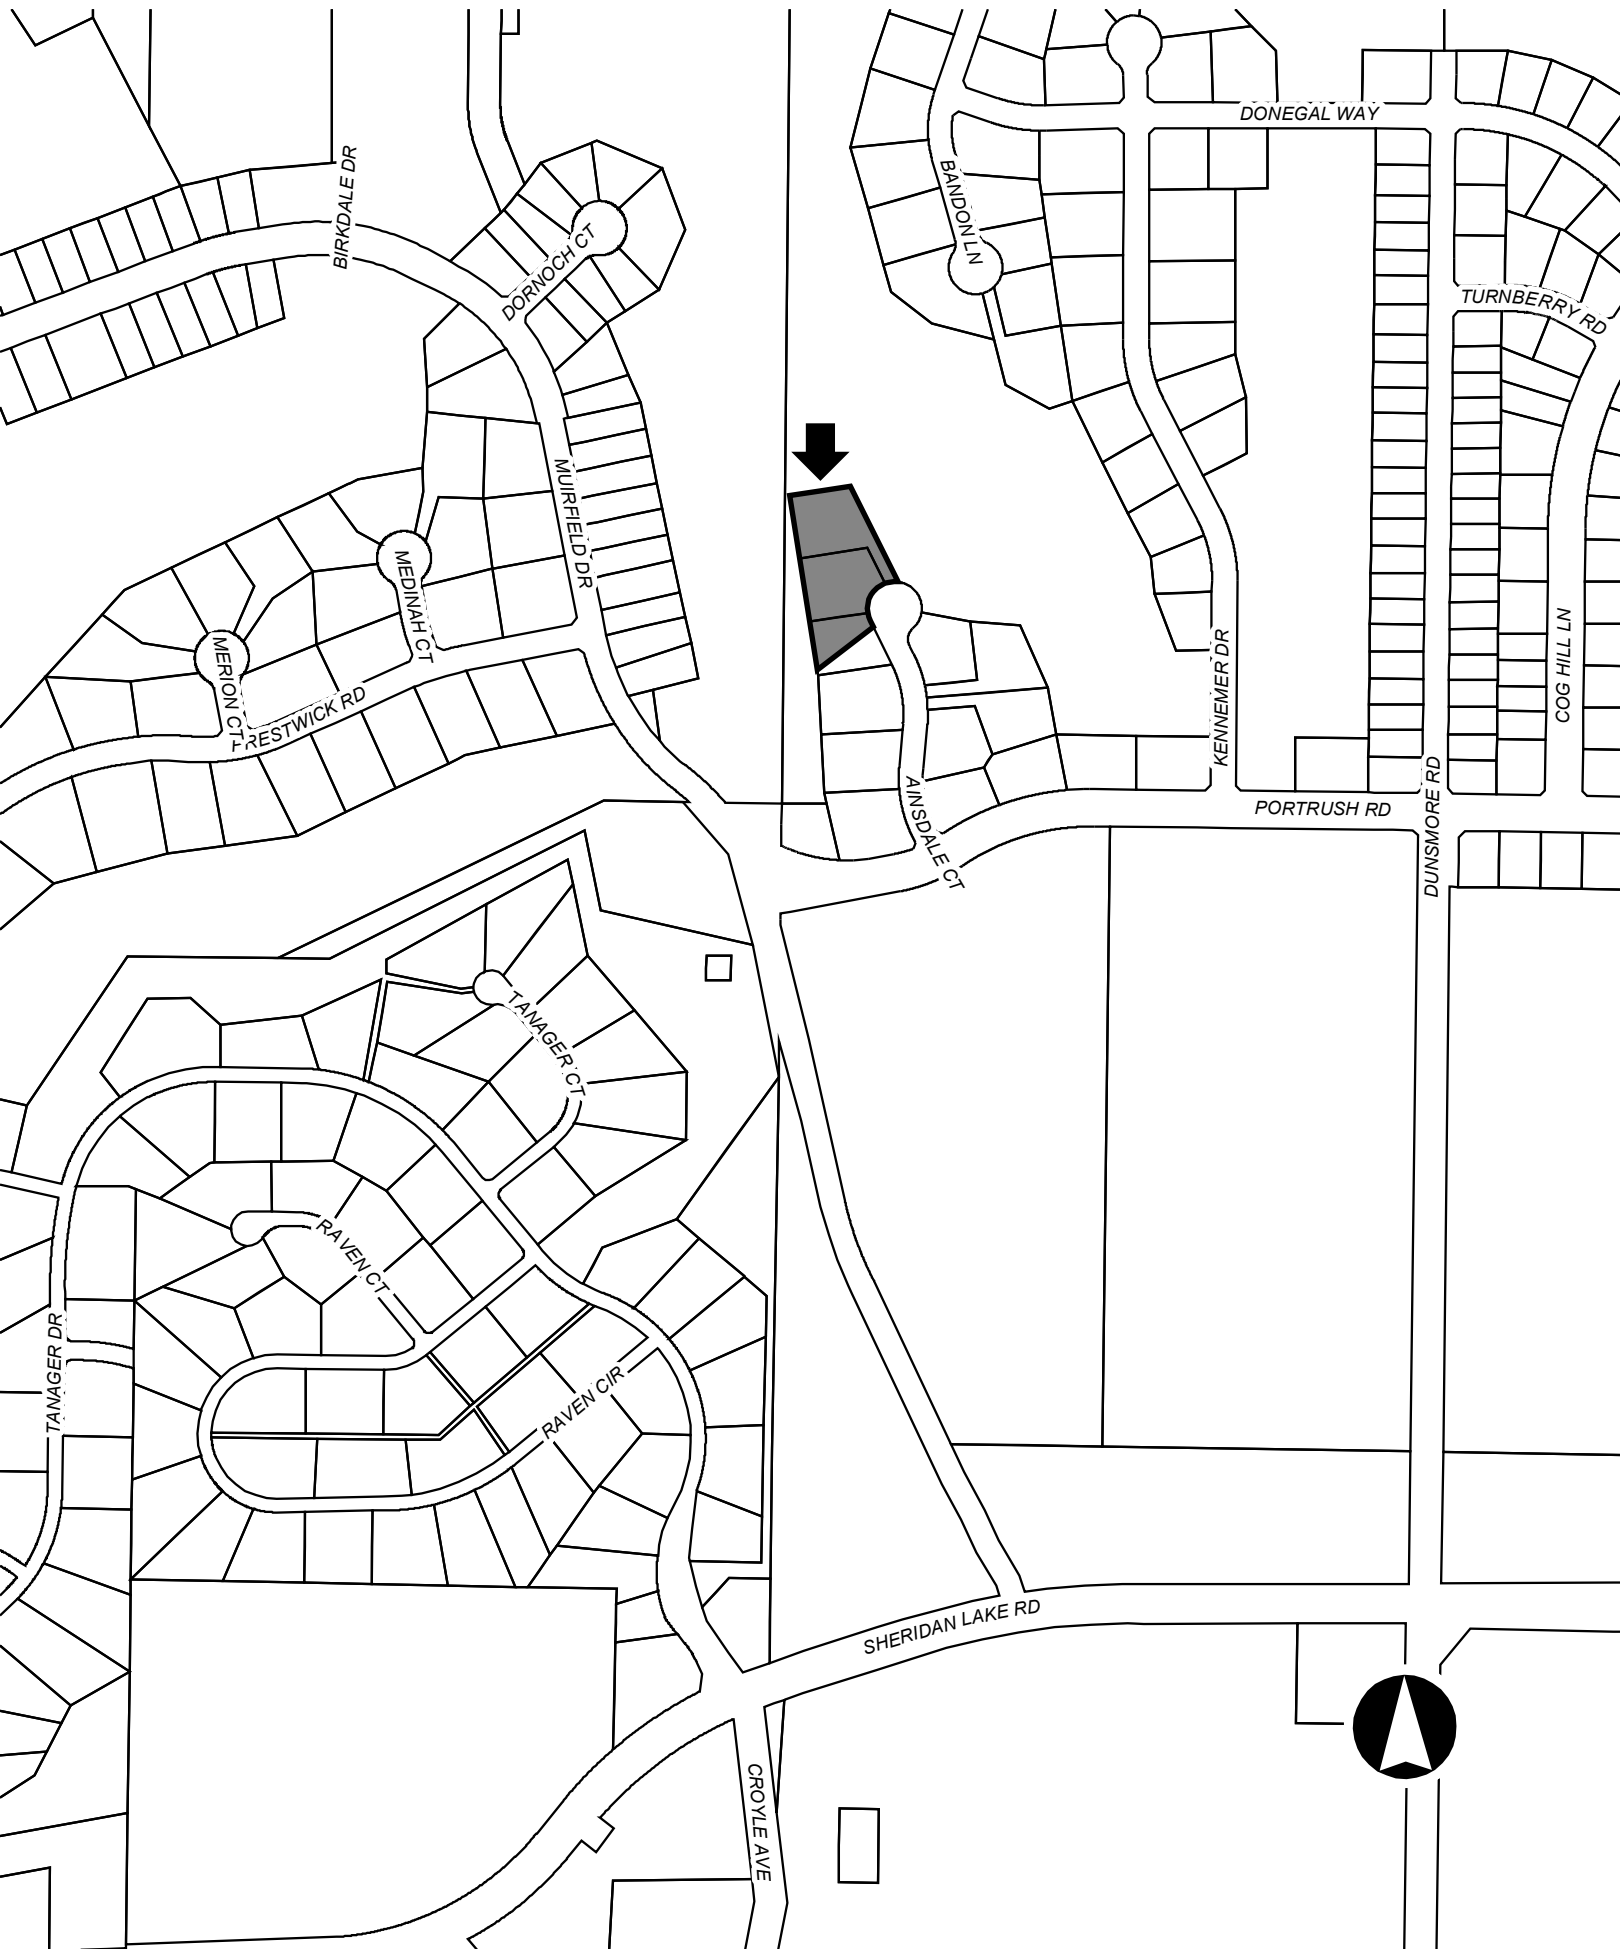 DONEGAL WAY
BIRKDALE DR
BANDON LN
DORNOCH CT
TURNBERRY RD
MUIRFIELD DR
MEDINAH CT
MERION CT
PRESTWICK RD
KENNEMER DR
COG HILL LN
AINSDALE CT
PORTRUSH RD
DUNSMORE RD
TANAGER CT
RAVEN CT
TANAGER DR
RAVEN CIR
SHERIDAN LAKE RD
CROYLE AVE